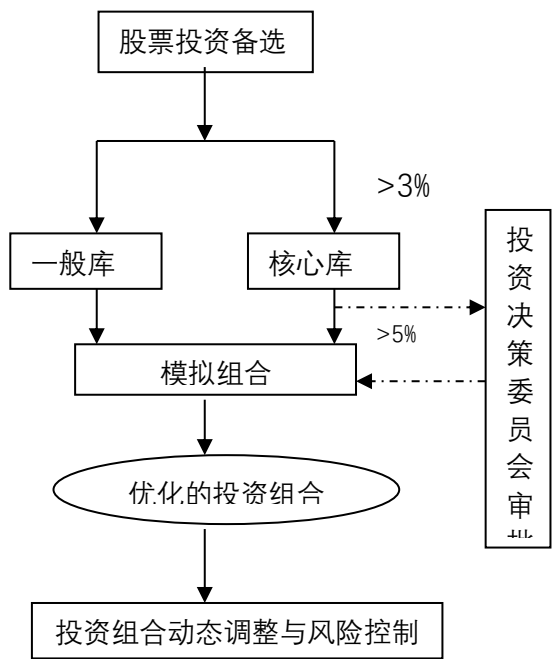 股票投资备选
>3%
一般库
核心库
>5%
模拟组合
优化的投资组合
投资组合动态调整与风险控制
投
资
决
策
委
员
会
审